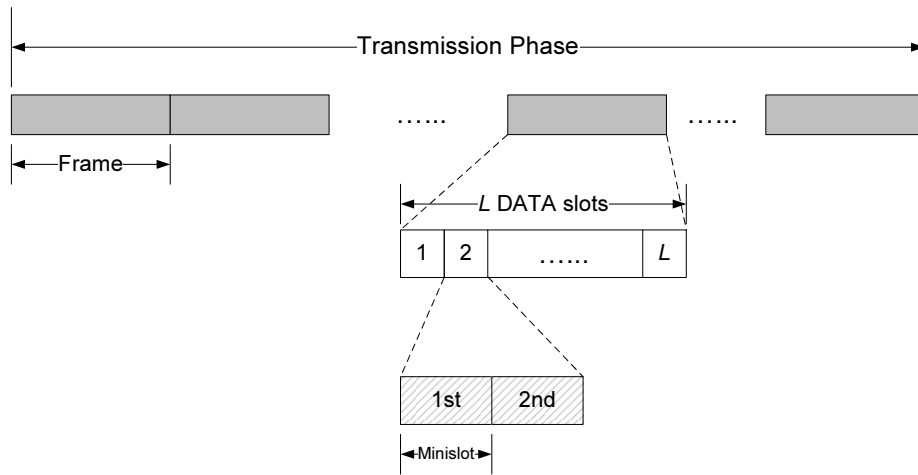 Transmission Phase
…... …...
Frame
L DATA slots
1 2 …... L
1st 2nd
Minislot